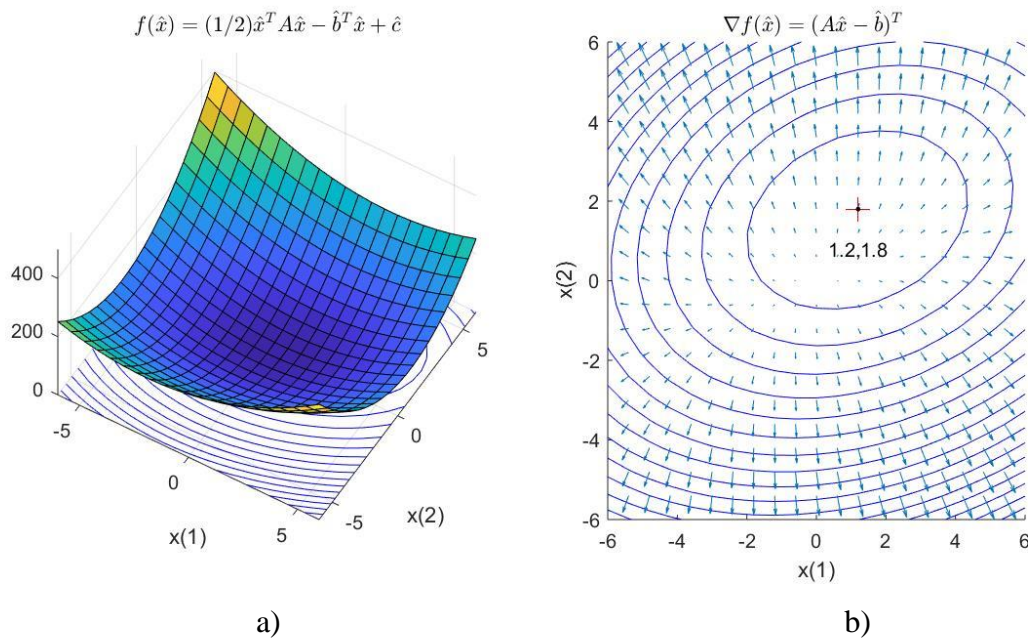 f(x̂) = (1/2)x̂ᵀAx̂ − b̂ᵀx̂ + ĉ
400
200
0
-5
0
5
x(1)
-5
0
5
x(2)
a)
∇f(x̂) = (Ax̂ − b̂)ᵀ
6
4
2
0
-2
-4
-6
x(2)
1.2,1.8
-6 -4 -2 0 2 4 6
x(1)
b)